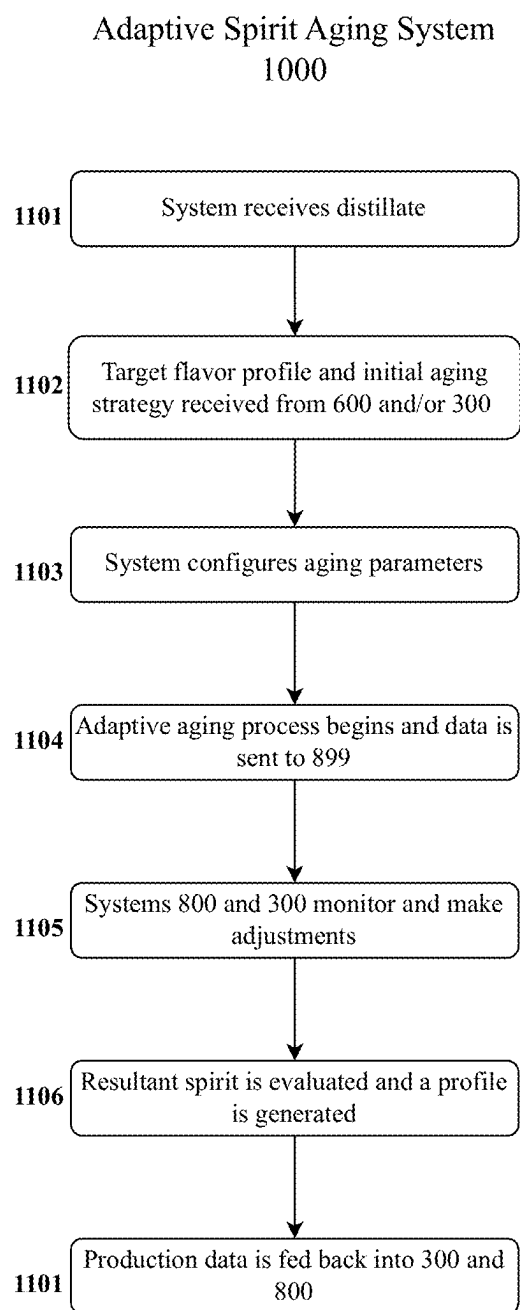 Adaptive Spirit Aging System
1000
1101
System receives distillate
1102
Target flavor profile and initial aging
strategy received from 600 and/or 300
1103
System configures aging parameters
1104
Adaptive aging process begins and data is
sent to 899
1105
Systems 800 and 300 monitor and make
adjustments
1106
Resultant spirit is evaluated and a profile
is generated
1101
Production data is fed back into 300 and
800